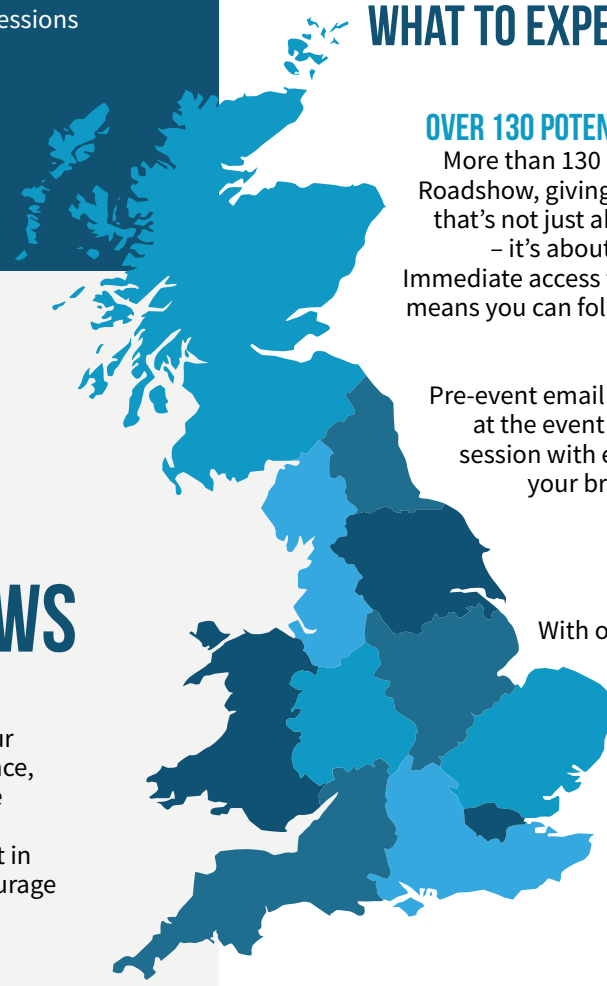 essions
WHAT TO EXPE
OVER 130 POTEN
More than 130
Roadshow, giving
that's not just ab
– it's about
Immediate access
means you can fol
Pre-event email
at the event
session with e
your br
With o
WS
ur
nce,
e
t in
urage